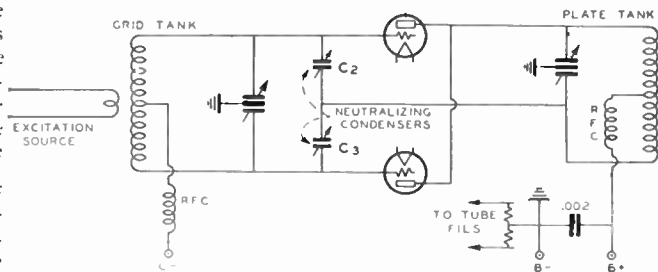 GRID TANK
PLATE TANK
C2
NEUTRALIZING
CONDENSERS
C3
EXCITATION
SOURCE
RFC
C-
R
F
C
TO TUBE
FILS
.002
B-
B+